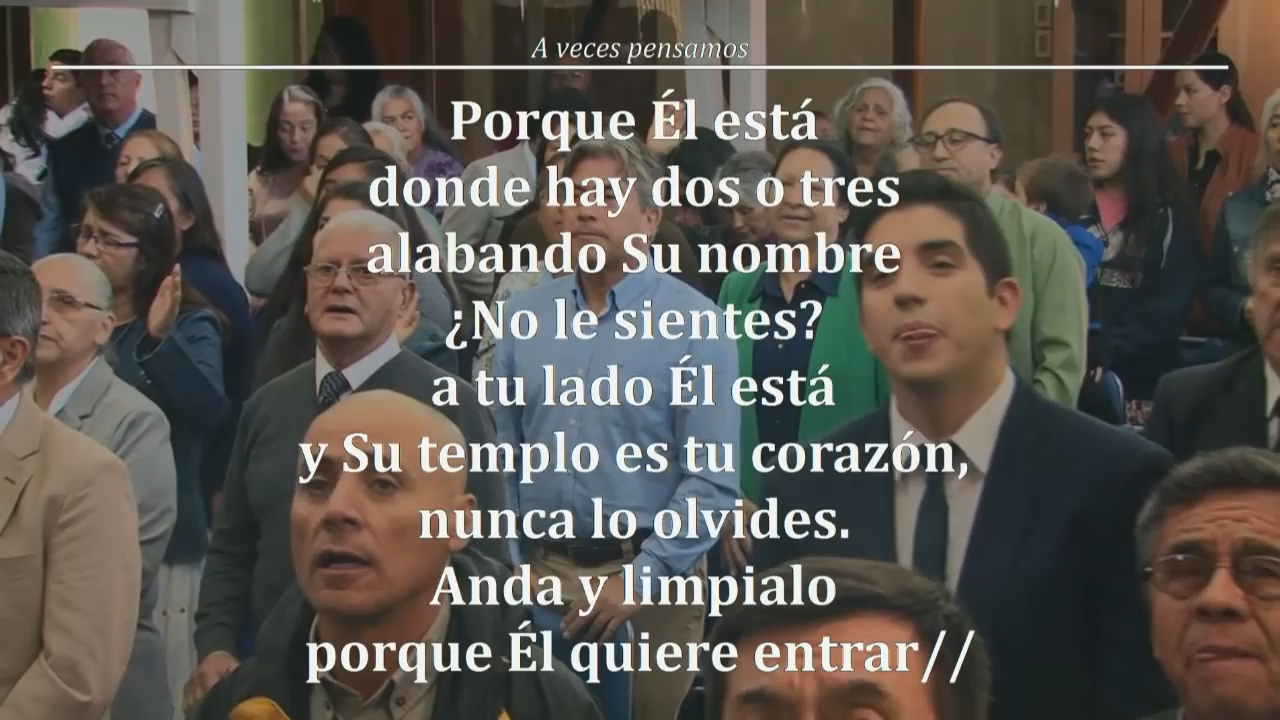 A veces pensamos
Porque Él está
donde hay dos o tres
alabando Su nombre
¿No le sientes?
a tu lado Él está
y Su templo es tu corazón,
nunca lo olvides.
Anda y limpialo
porque Él quiere entrar//